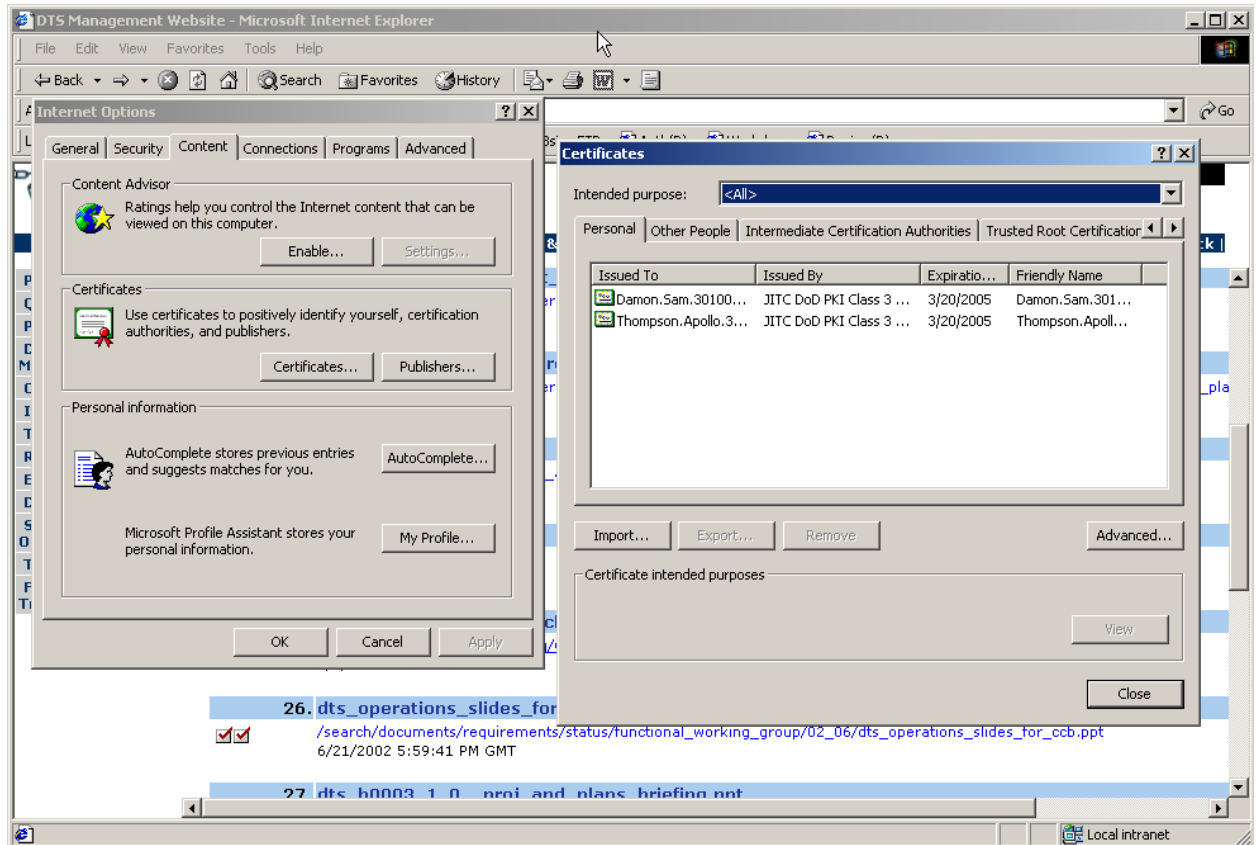 DTS Management Website - Microsoft Internet Explorer
File Edit View Favorites Tools Help
Back Search Favorites History
Go
Internet Options
General Security Content Connections Programs Advanced
Content Advisor
Ratings help you control the Internet content that can be
viewed on this computer.
Enable... Settings...
Certificates
Use certificates to positively identify yourself, certification
authorities, and publishers.
Certificates... Publishers...
Personal information
AutoComplete stores previous entries
and suggests matches for you.
AutoComplete...
Microsoft Profile Assistant stores your
personal information.
My Profile...
OK Cancel Apply
Certificates
Intended purpose: <All>
Personal Other People Intermediate Certification Authorities Trusted Root Certification
Issued To Issued By Expiratio... Friendly Name
Damon.Sam.30100... JITC DoD PKI Class 3 ... 3/20/2005 Damon.Sam.301...
Thompson.Apollo.3... JITC DoD PKI Class 3 ... 3/20/2005 Thompson.Apoll...
Import... Export... Remove Advanced...
Certificate intended purposes
View
Close
26. dts_operations_slides_for
/search/documents/requirements/status/functional_working_group/02_06/dts_operations_slides_for_ccb.ppt
6/21/2002 5:59:41 PM GMT
27. dts_b0003_1_0__proj_and_plans_briefing.ppt
Local intranet